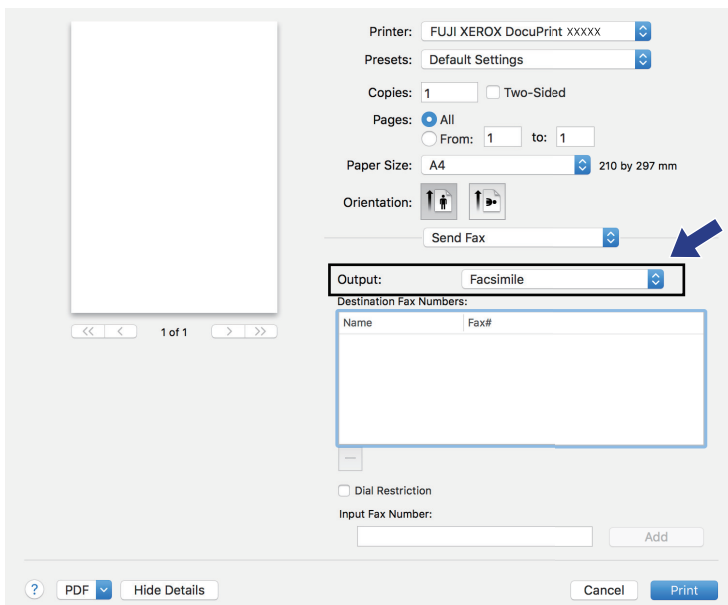 Printer: FUJI XEROX DocuPrint XXXXX
Presets: Default Settings
Copies: 1 Two-Sided
Pages: All
From: 1 to: 1
Paper Size: A4 210 by 297 mm
Orientation:
Send Fax
Output: Facsimile
Destination Fax Numbers:
Name Fax#
<< < 1 of 1 > >>
Dial Restriction
Input Fax Number:
Add
? PDF Hide Details Cancel Print